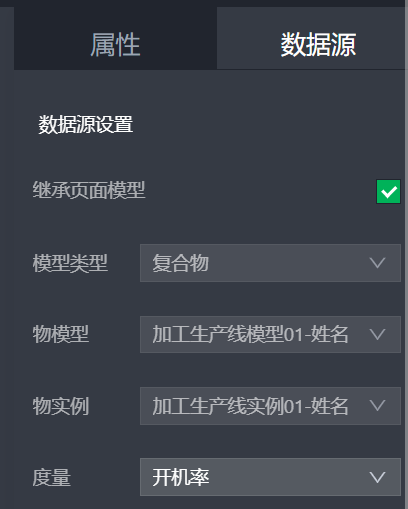 属性 数据源
数据源设置
继承页面模型
模型类型 复合物
物模型 加工生产线模型01-姓名
物实例 加工生产线实例01-姓名
度量 开机率